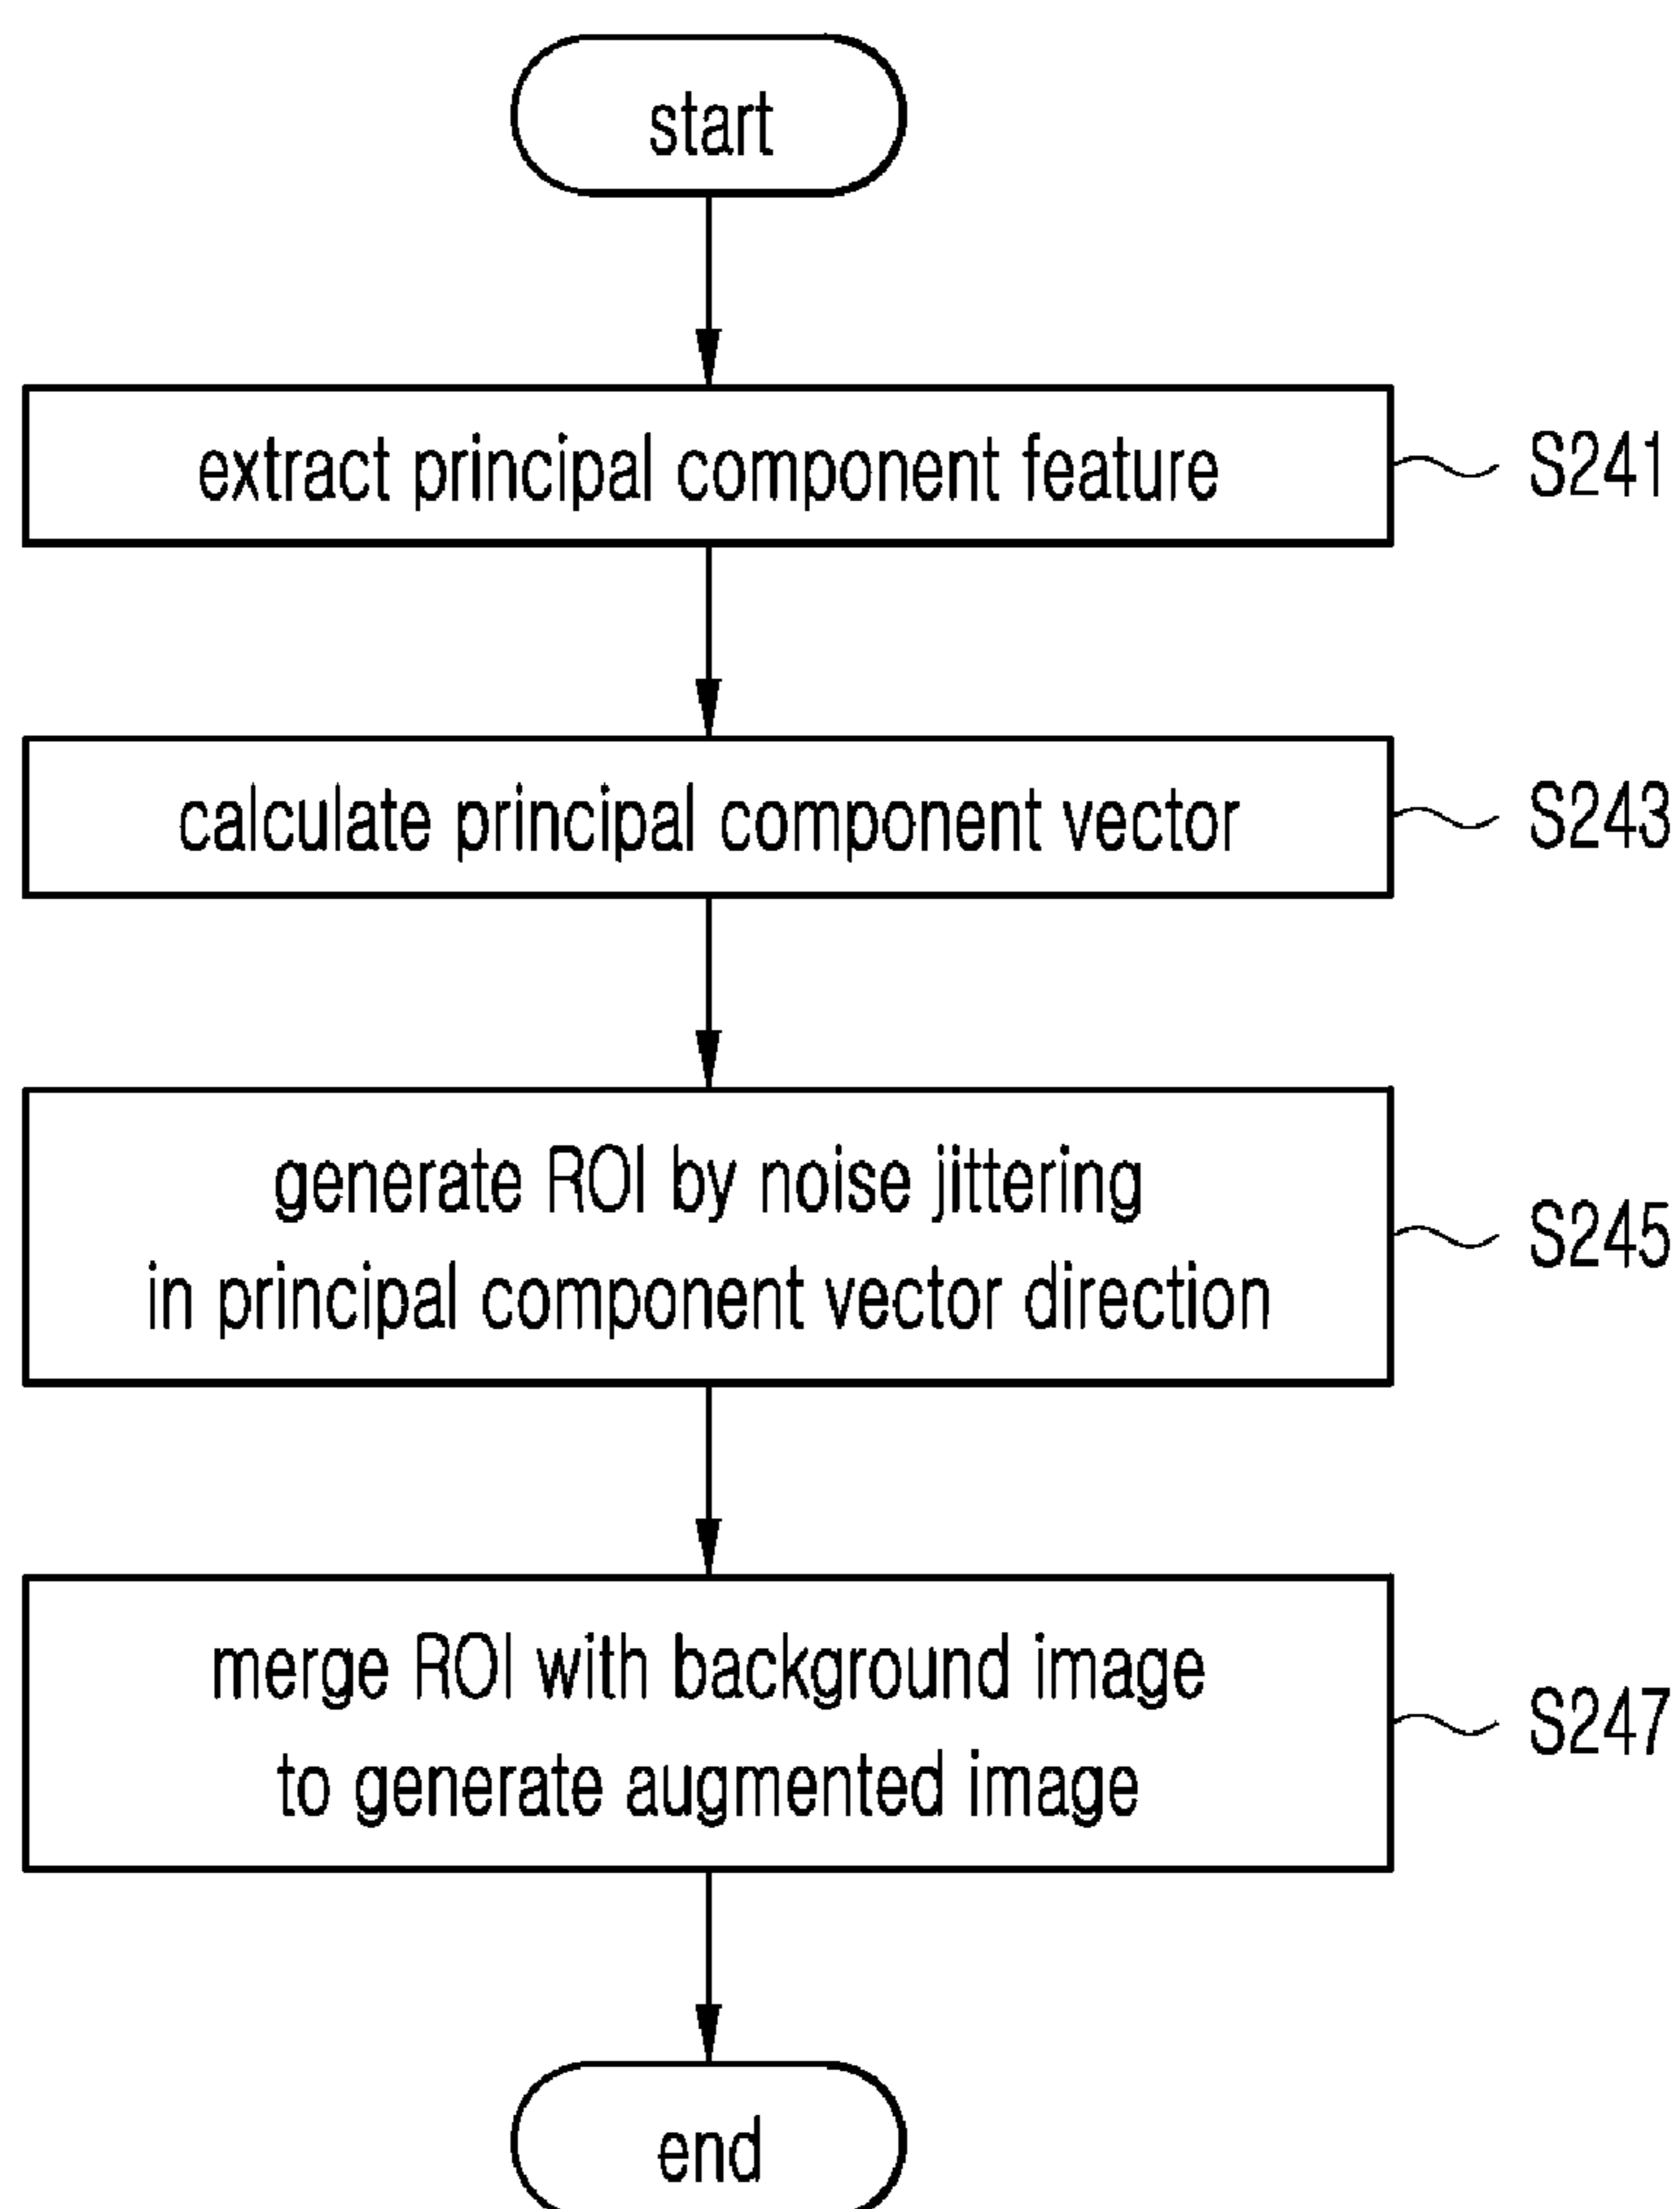 start
extract principal component feature
S241
calculate principal component vector
S243
generate ROI by noise jittering
in principal component vector direction
S245
merge ROI with background image
to generate augmented image
S247
end